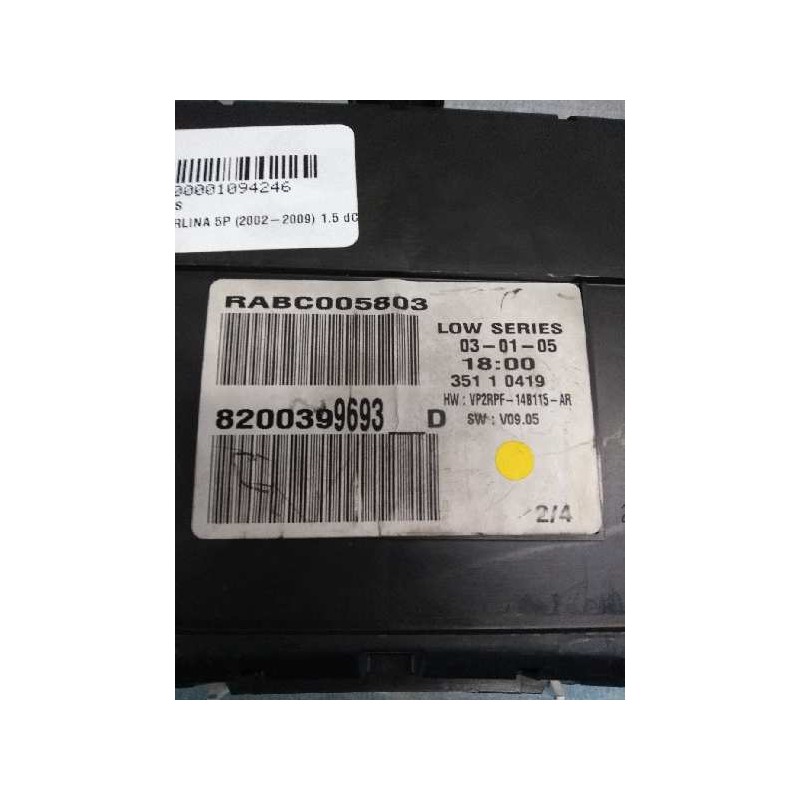 00001094246
S
RLINA 5P (2002-2009) 1.5 dC
RABC005803
LOW SERIES
03-01-05
18:00
351 1 0419
HW : VP2RPF-14B115-AR
8200399693__D
SW : V09.05
2/4